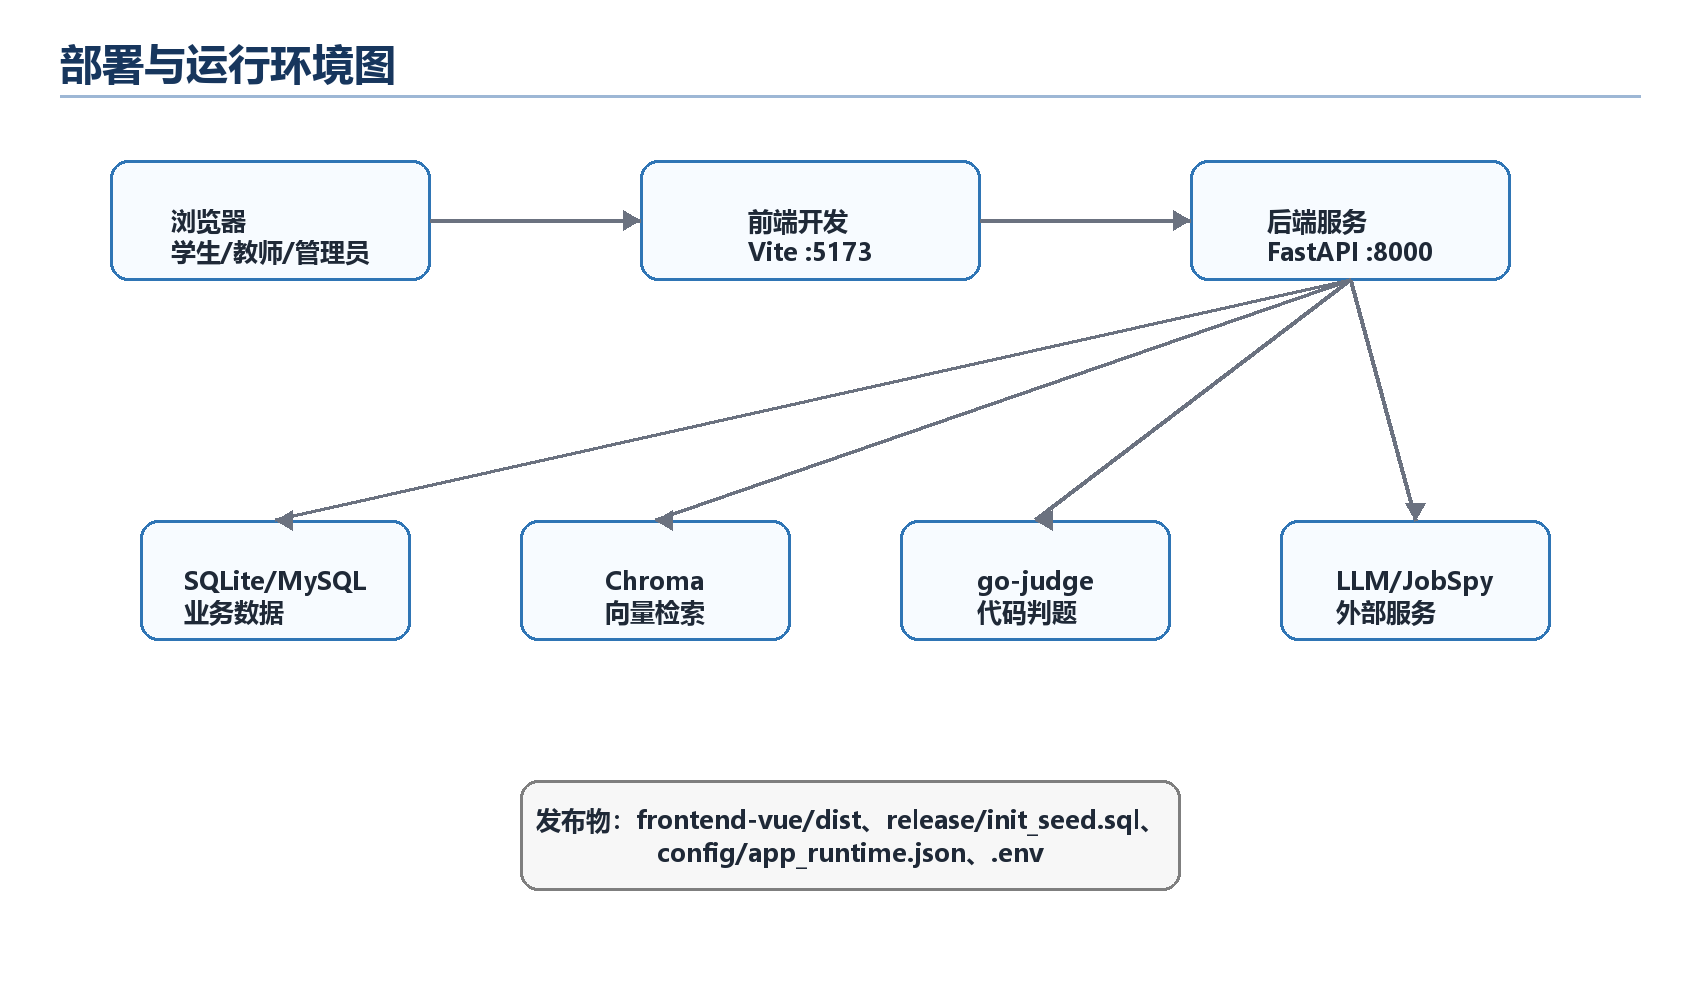 部署与运行环境图
浏览器
学生/教师/管理员
前端开发
Vite :5173
后端服务
FastAPI :8000
SQLite/MySQL
业务数据
Chroma
向量检索
go-judge
代码判题
LLM/JobSpy
外部服务
发布物：frontend-vue/dist、release/init_seed.sql、
config/app_runtime.json、.env